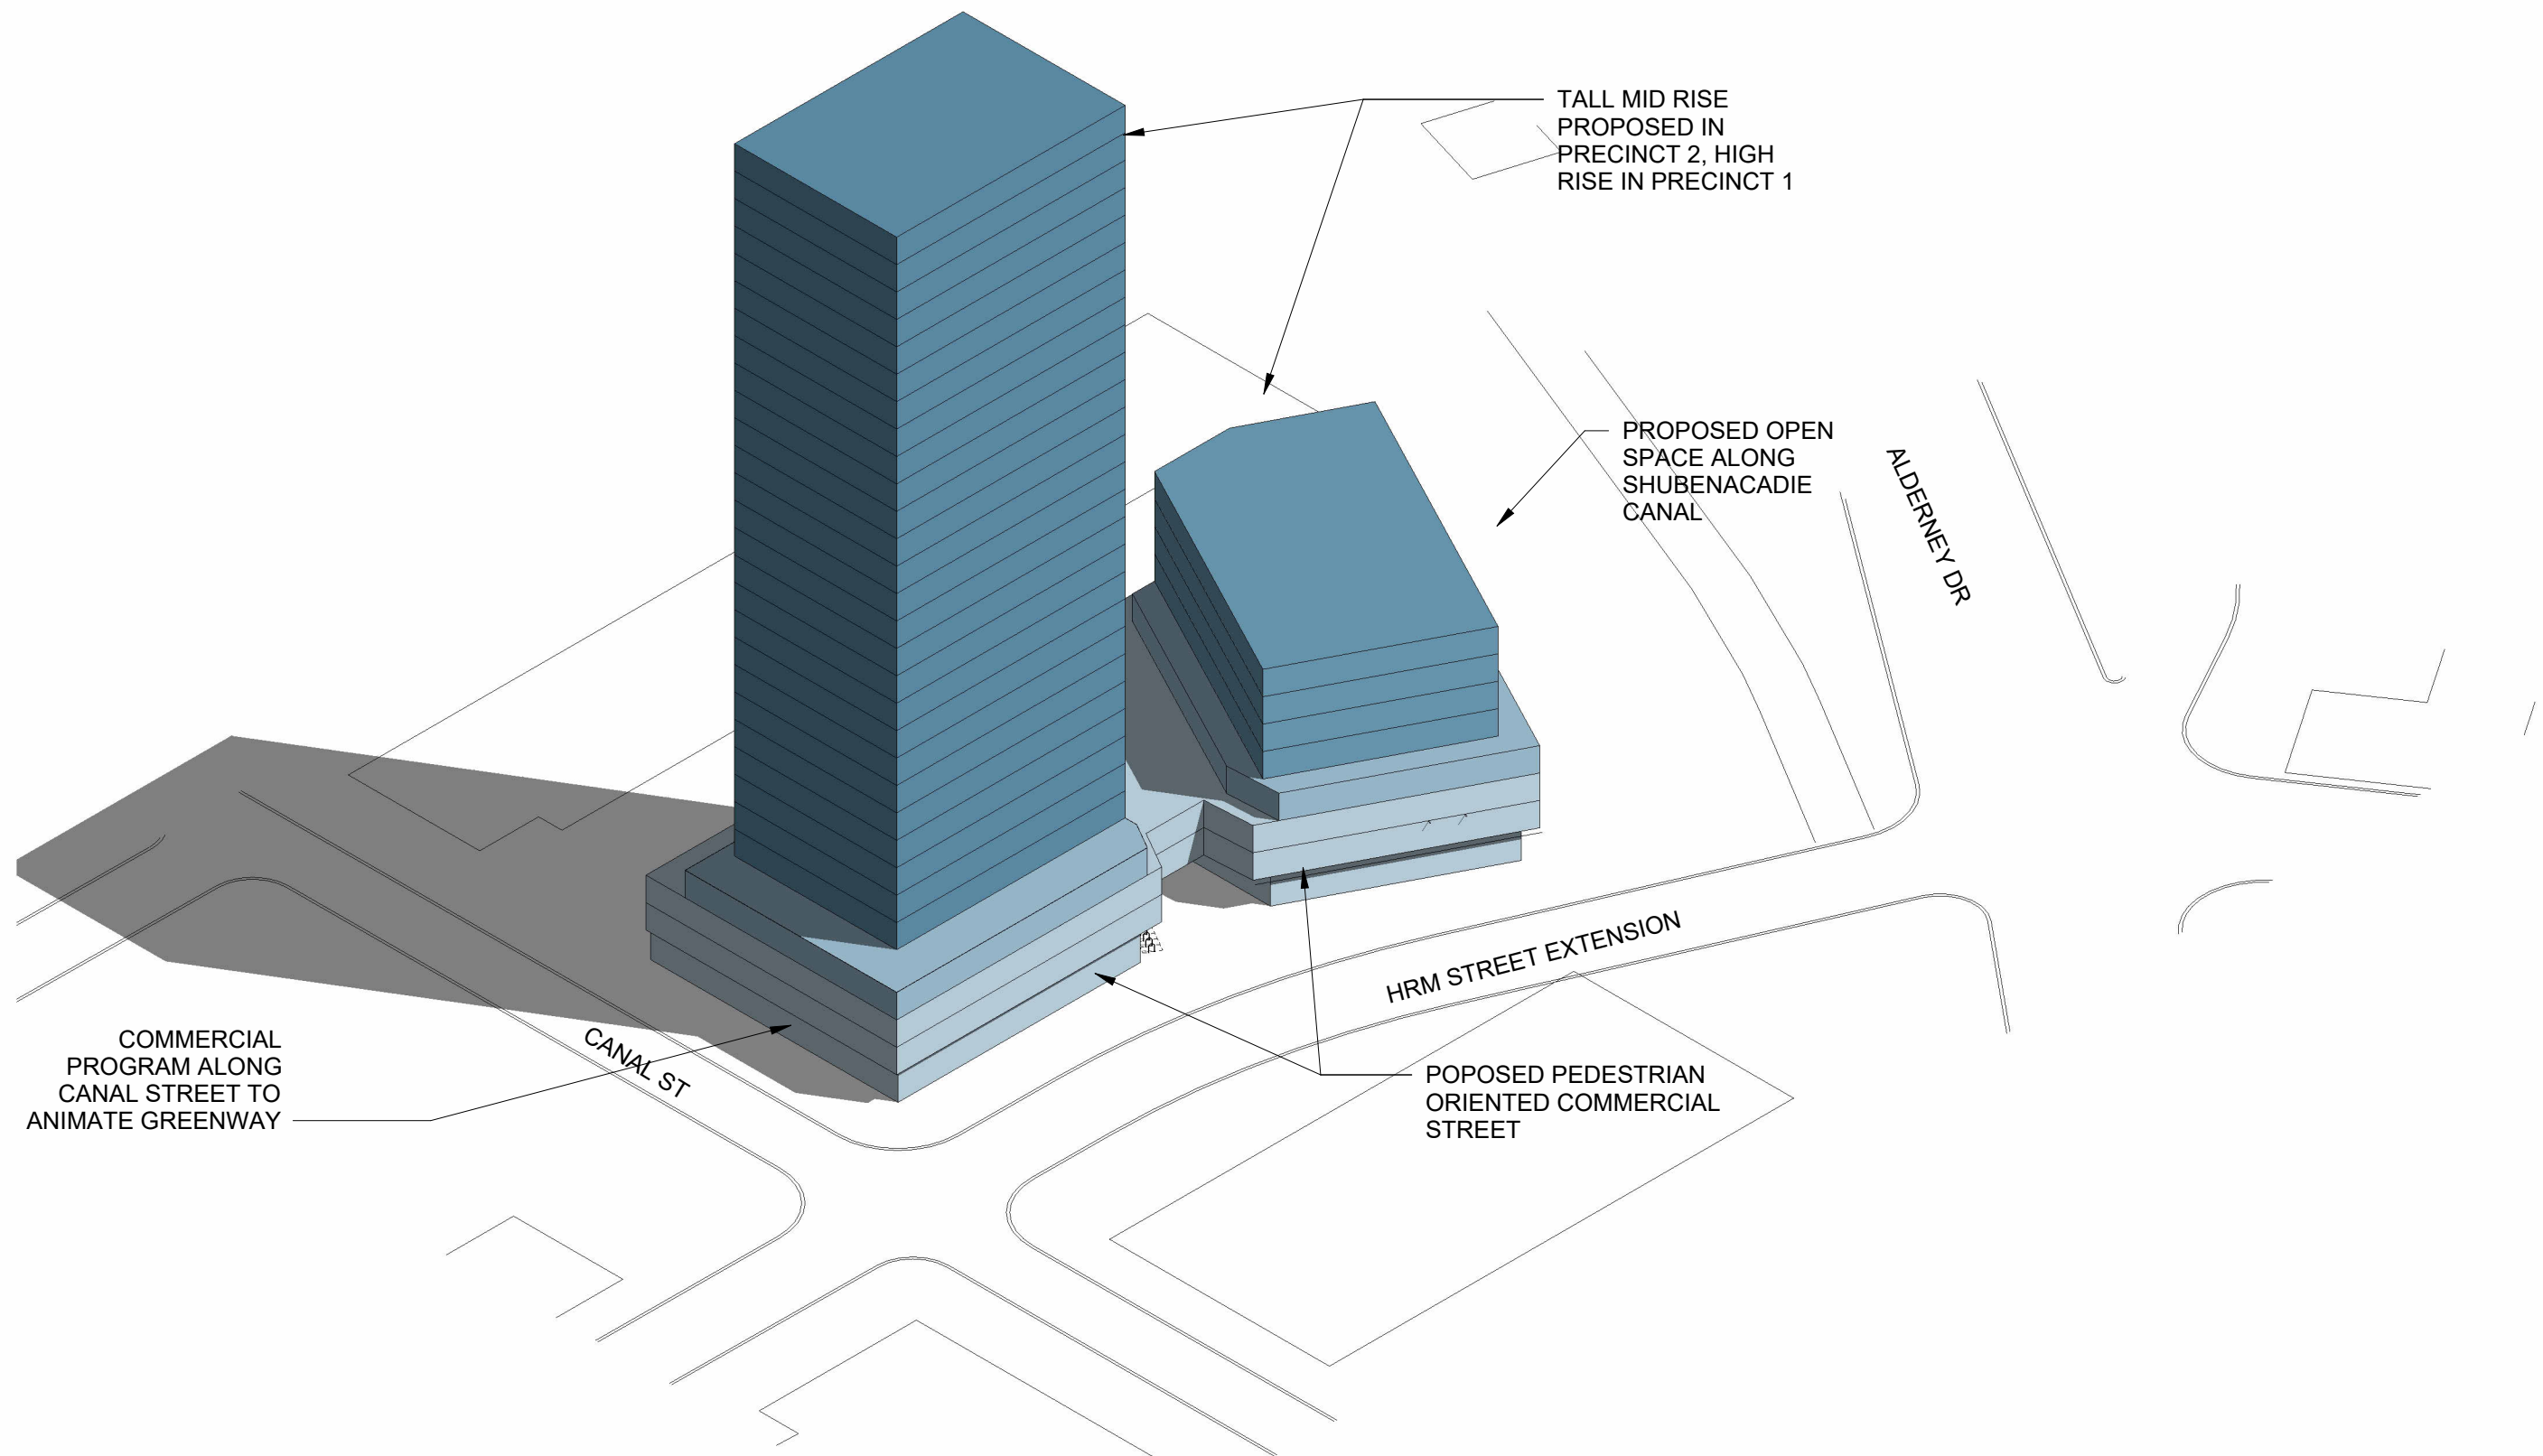 TALL MID RISE
PROPOSED IN
PRECINCT 2, HIGH
RISE IN PRECINCT 1
PROPOSED OPEN
SPACE ALONG
SHUBENACADIE
CANAL
ALDERNEY DR
HRM STREET EXTENSION
COMMERCIAL
PROGRAM ALONG
CANAL STREET TO
ANIMATE GREENWAY
CANAL ST
POPOSED PEDESTRIAN
ORIENTED COMMERCIAL
STREET